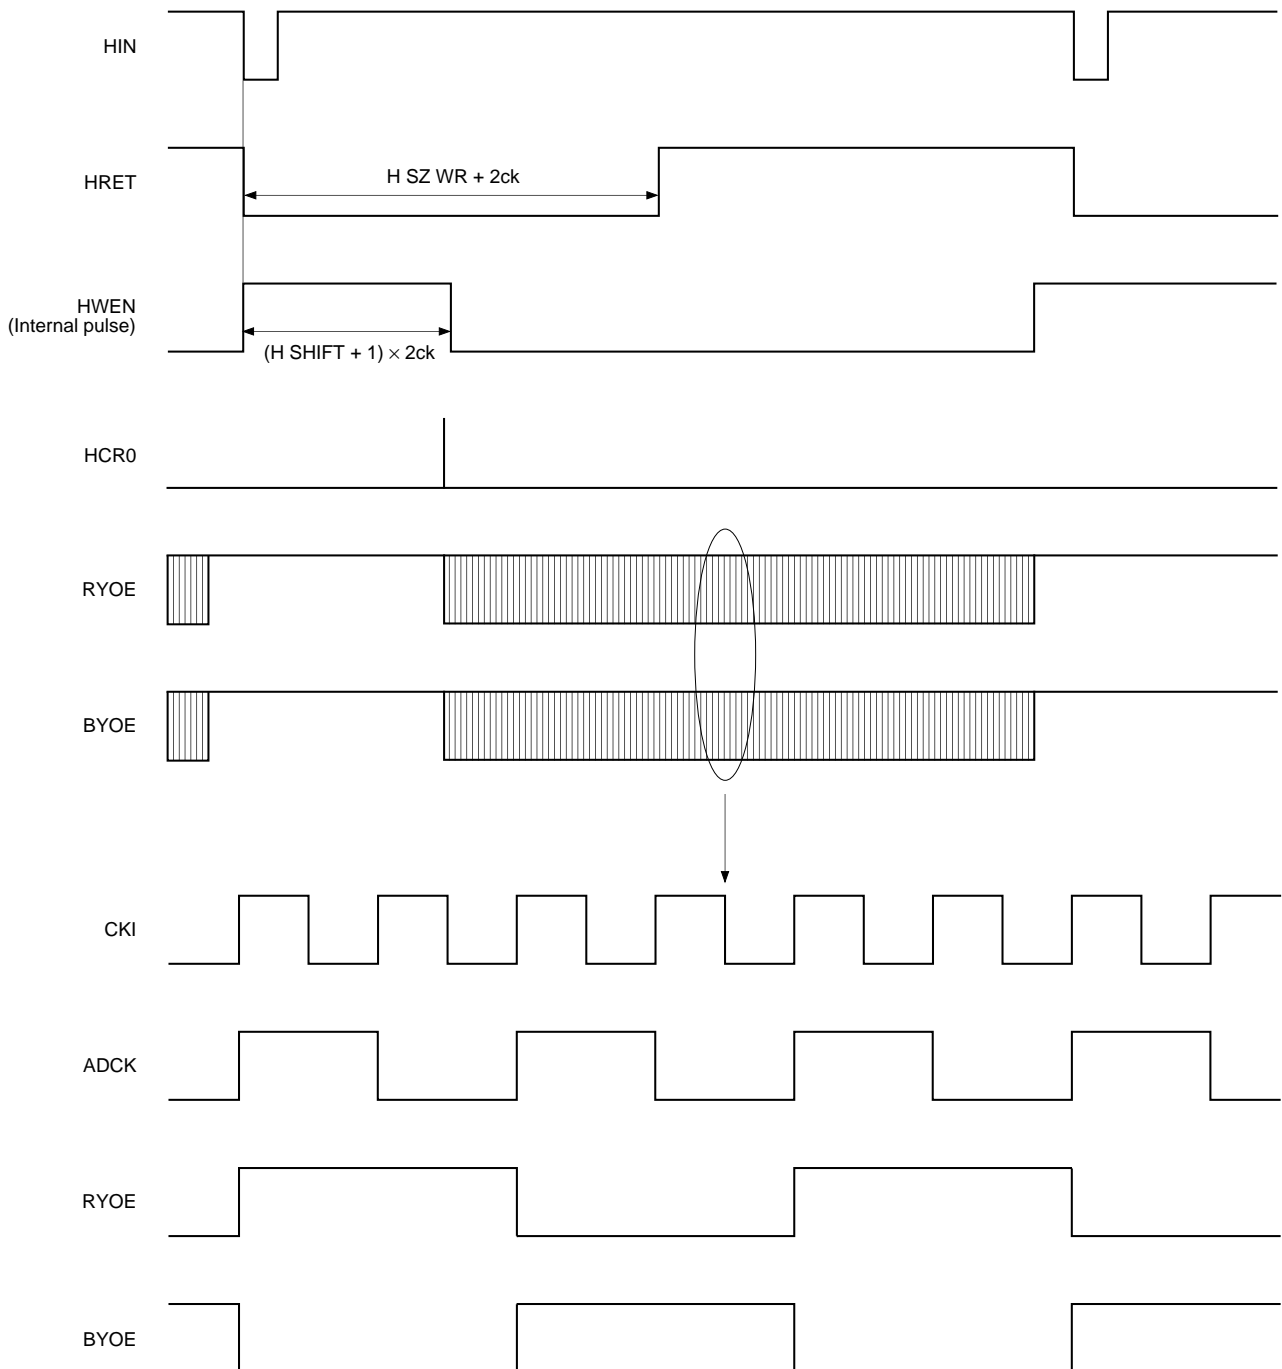 HIN
HRET
H SZ WR + 2ck
HWEN
(Internal pulse)
(H SHIFT + 1) × 2ck
HCR0
RYOE
BYOE
CKI
ADCK
RYOE
BYOE